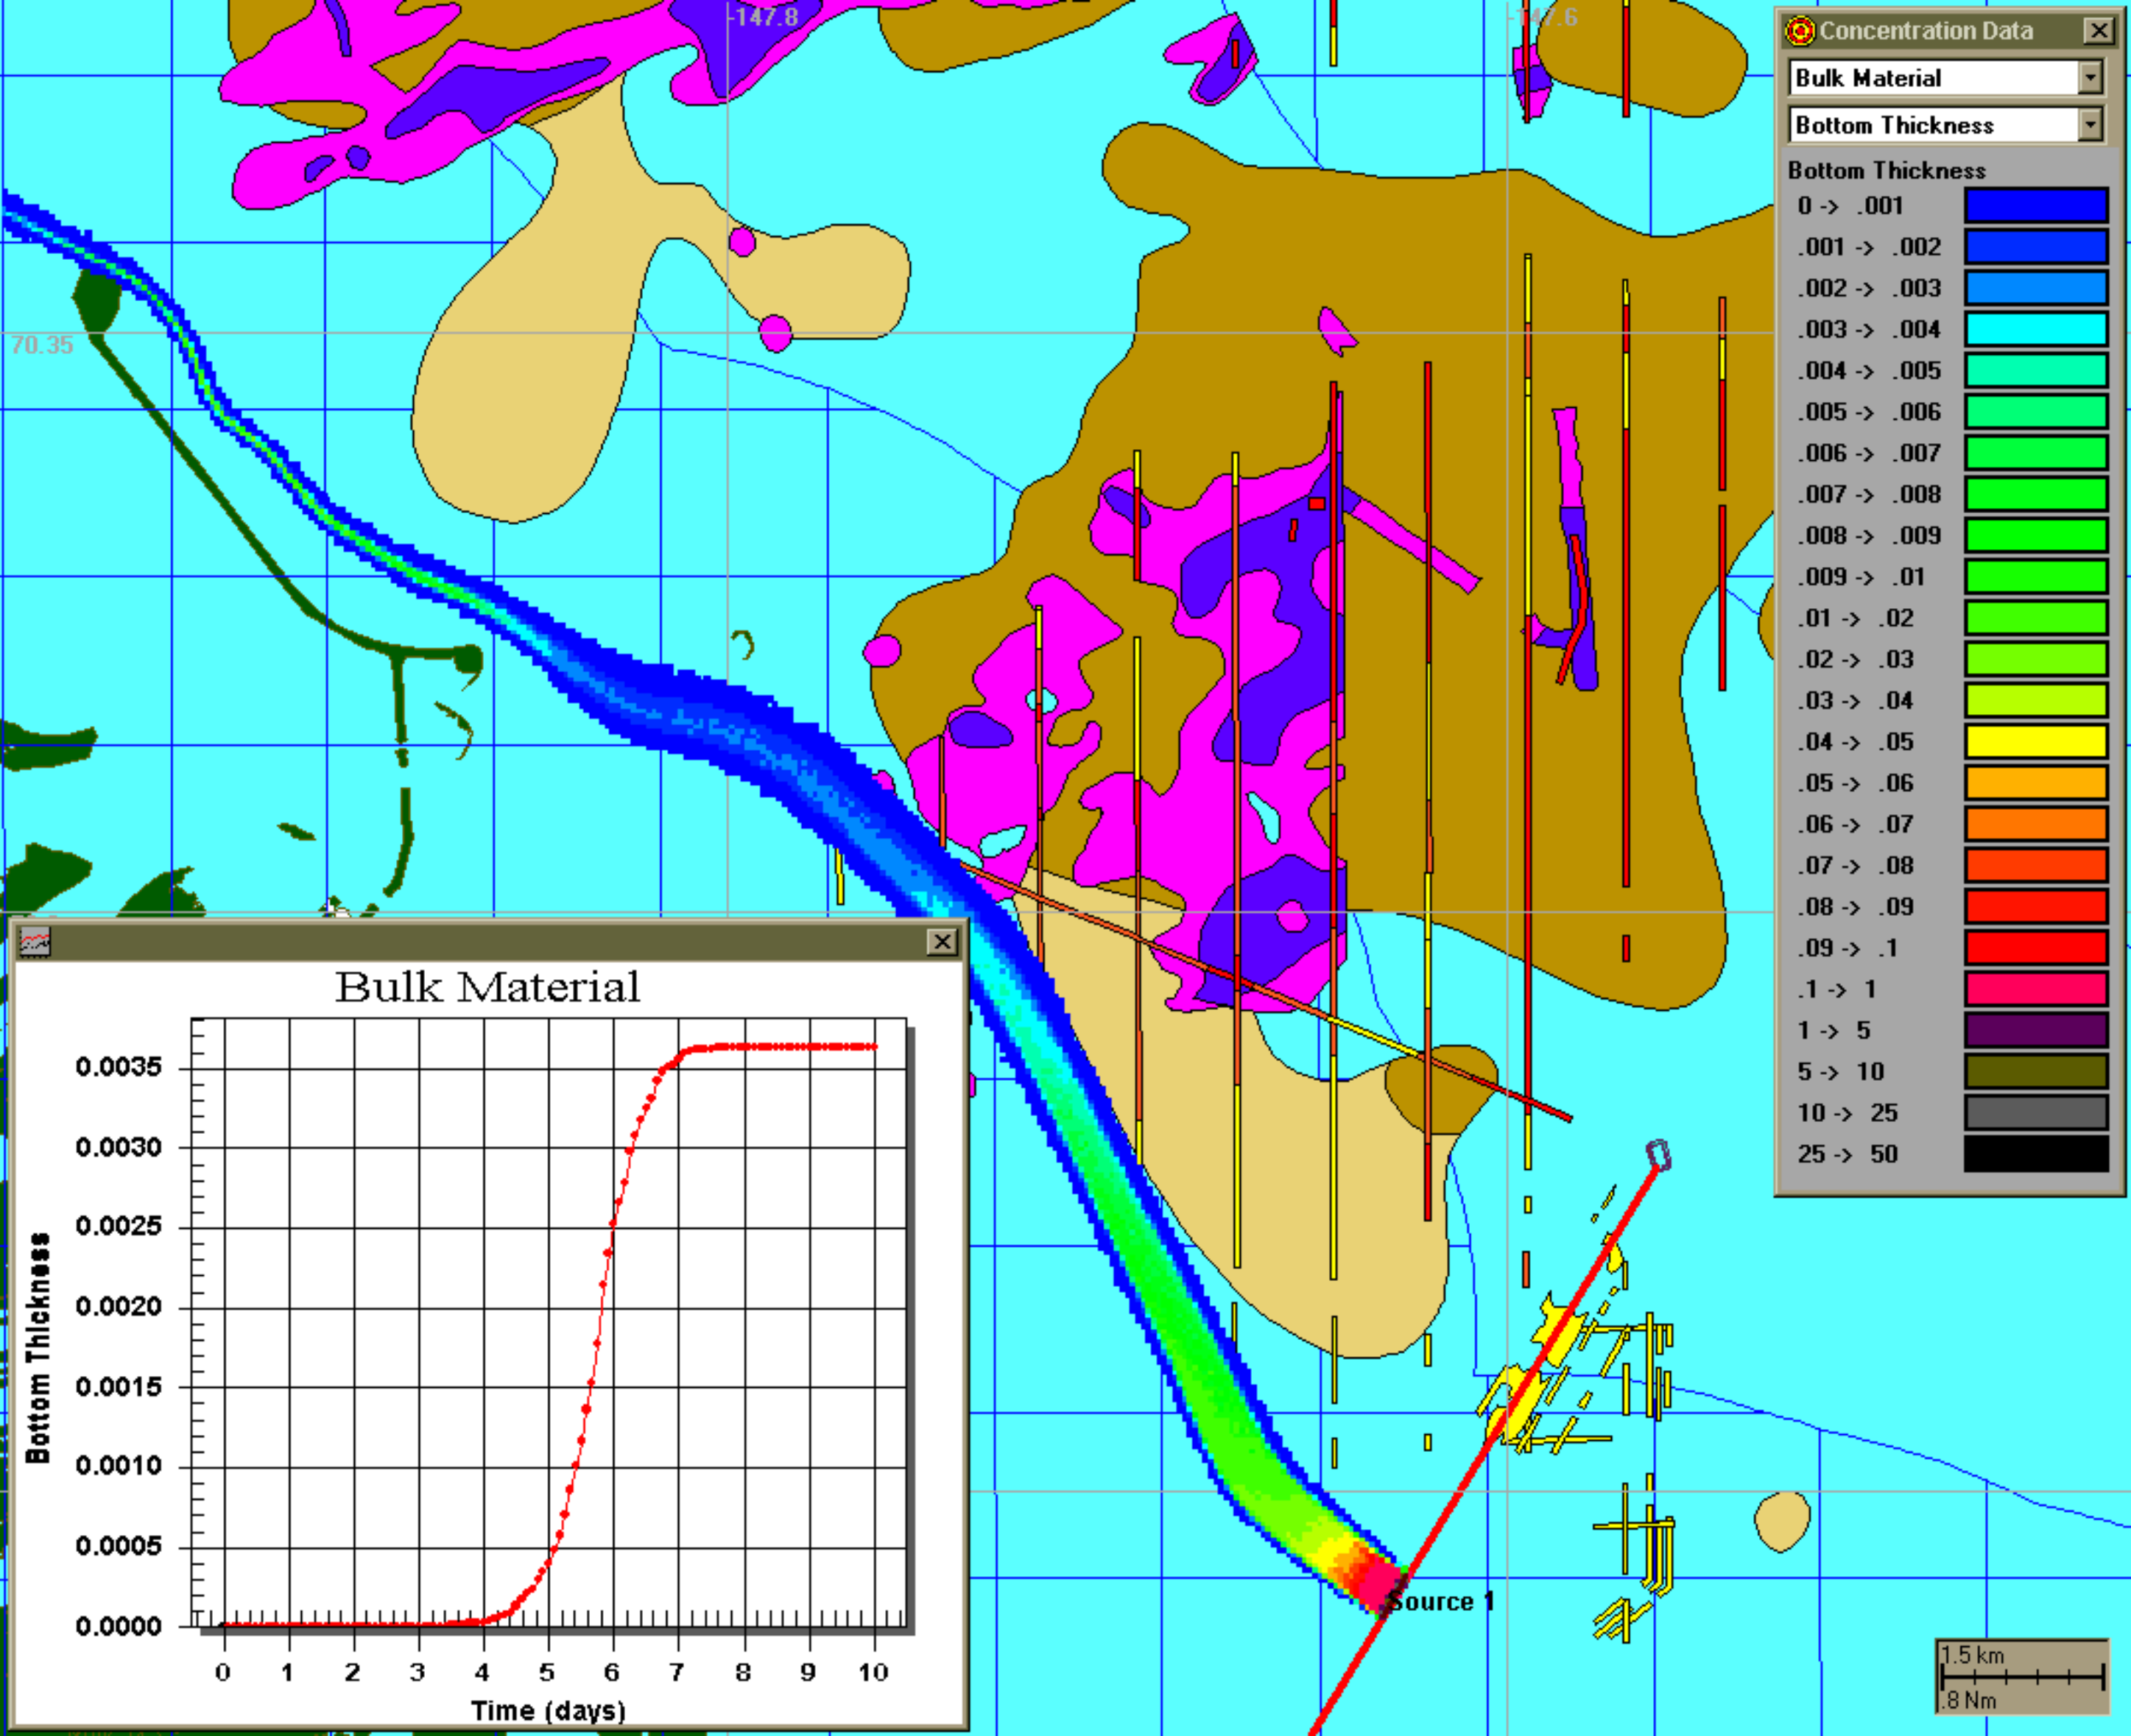 -147.8
-147.6
70.35
Concentration Data
Bulk Material
Bottom Thickness
Bottom Thickness
0 -> .001
.001 -> .002
.002 -> .003
.003 -> .004
.004 -> .005
.005 -> .006
.006 -> .007
.007 -> .008
.008 -> .009
.009 -> .01
.01 -> .02
.02 -> .03
.03 -> .04
.04 -> .05
.05 -> .06
.06 -> .07
.07 -> .08
.08 -> .09
.09 -> .1
.1 -> 1
1 -> 5
5 -> 10
10 -> 25
25 -> 50
Bulk Material
Bottom Thickness
0.0035
0.0030
0.0025
0.0020
0.0015
0.0010
0.0005
0.0000
0 1 2 3 4 5 6 7 8 9 10
Time (days)
Source 1
1.5 km
.8 Nm